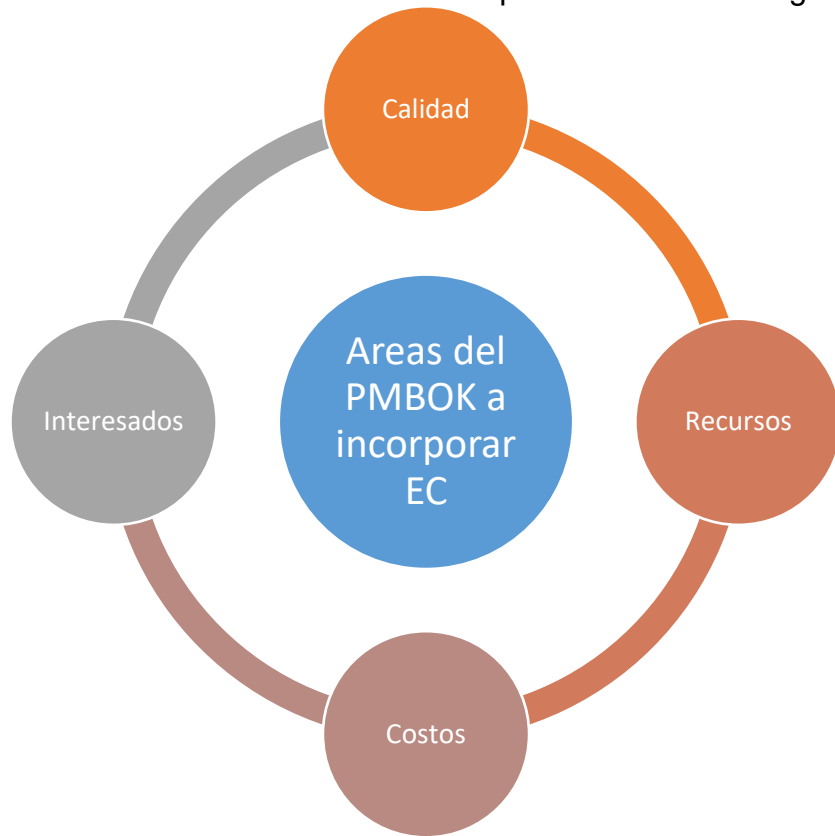 Calidad
Areas del
PMBOK a
incorporar
EC
Interesados
Recursos
Costos